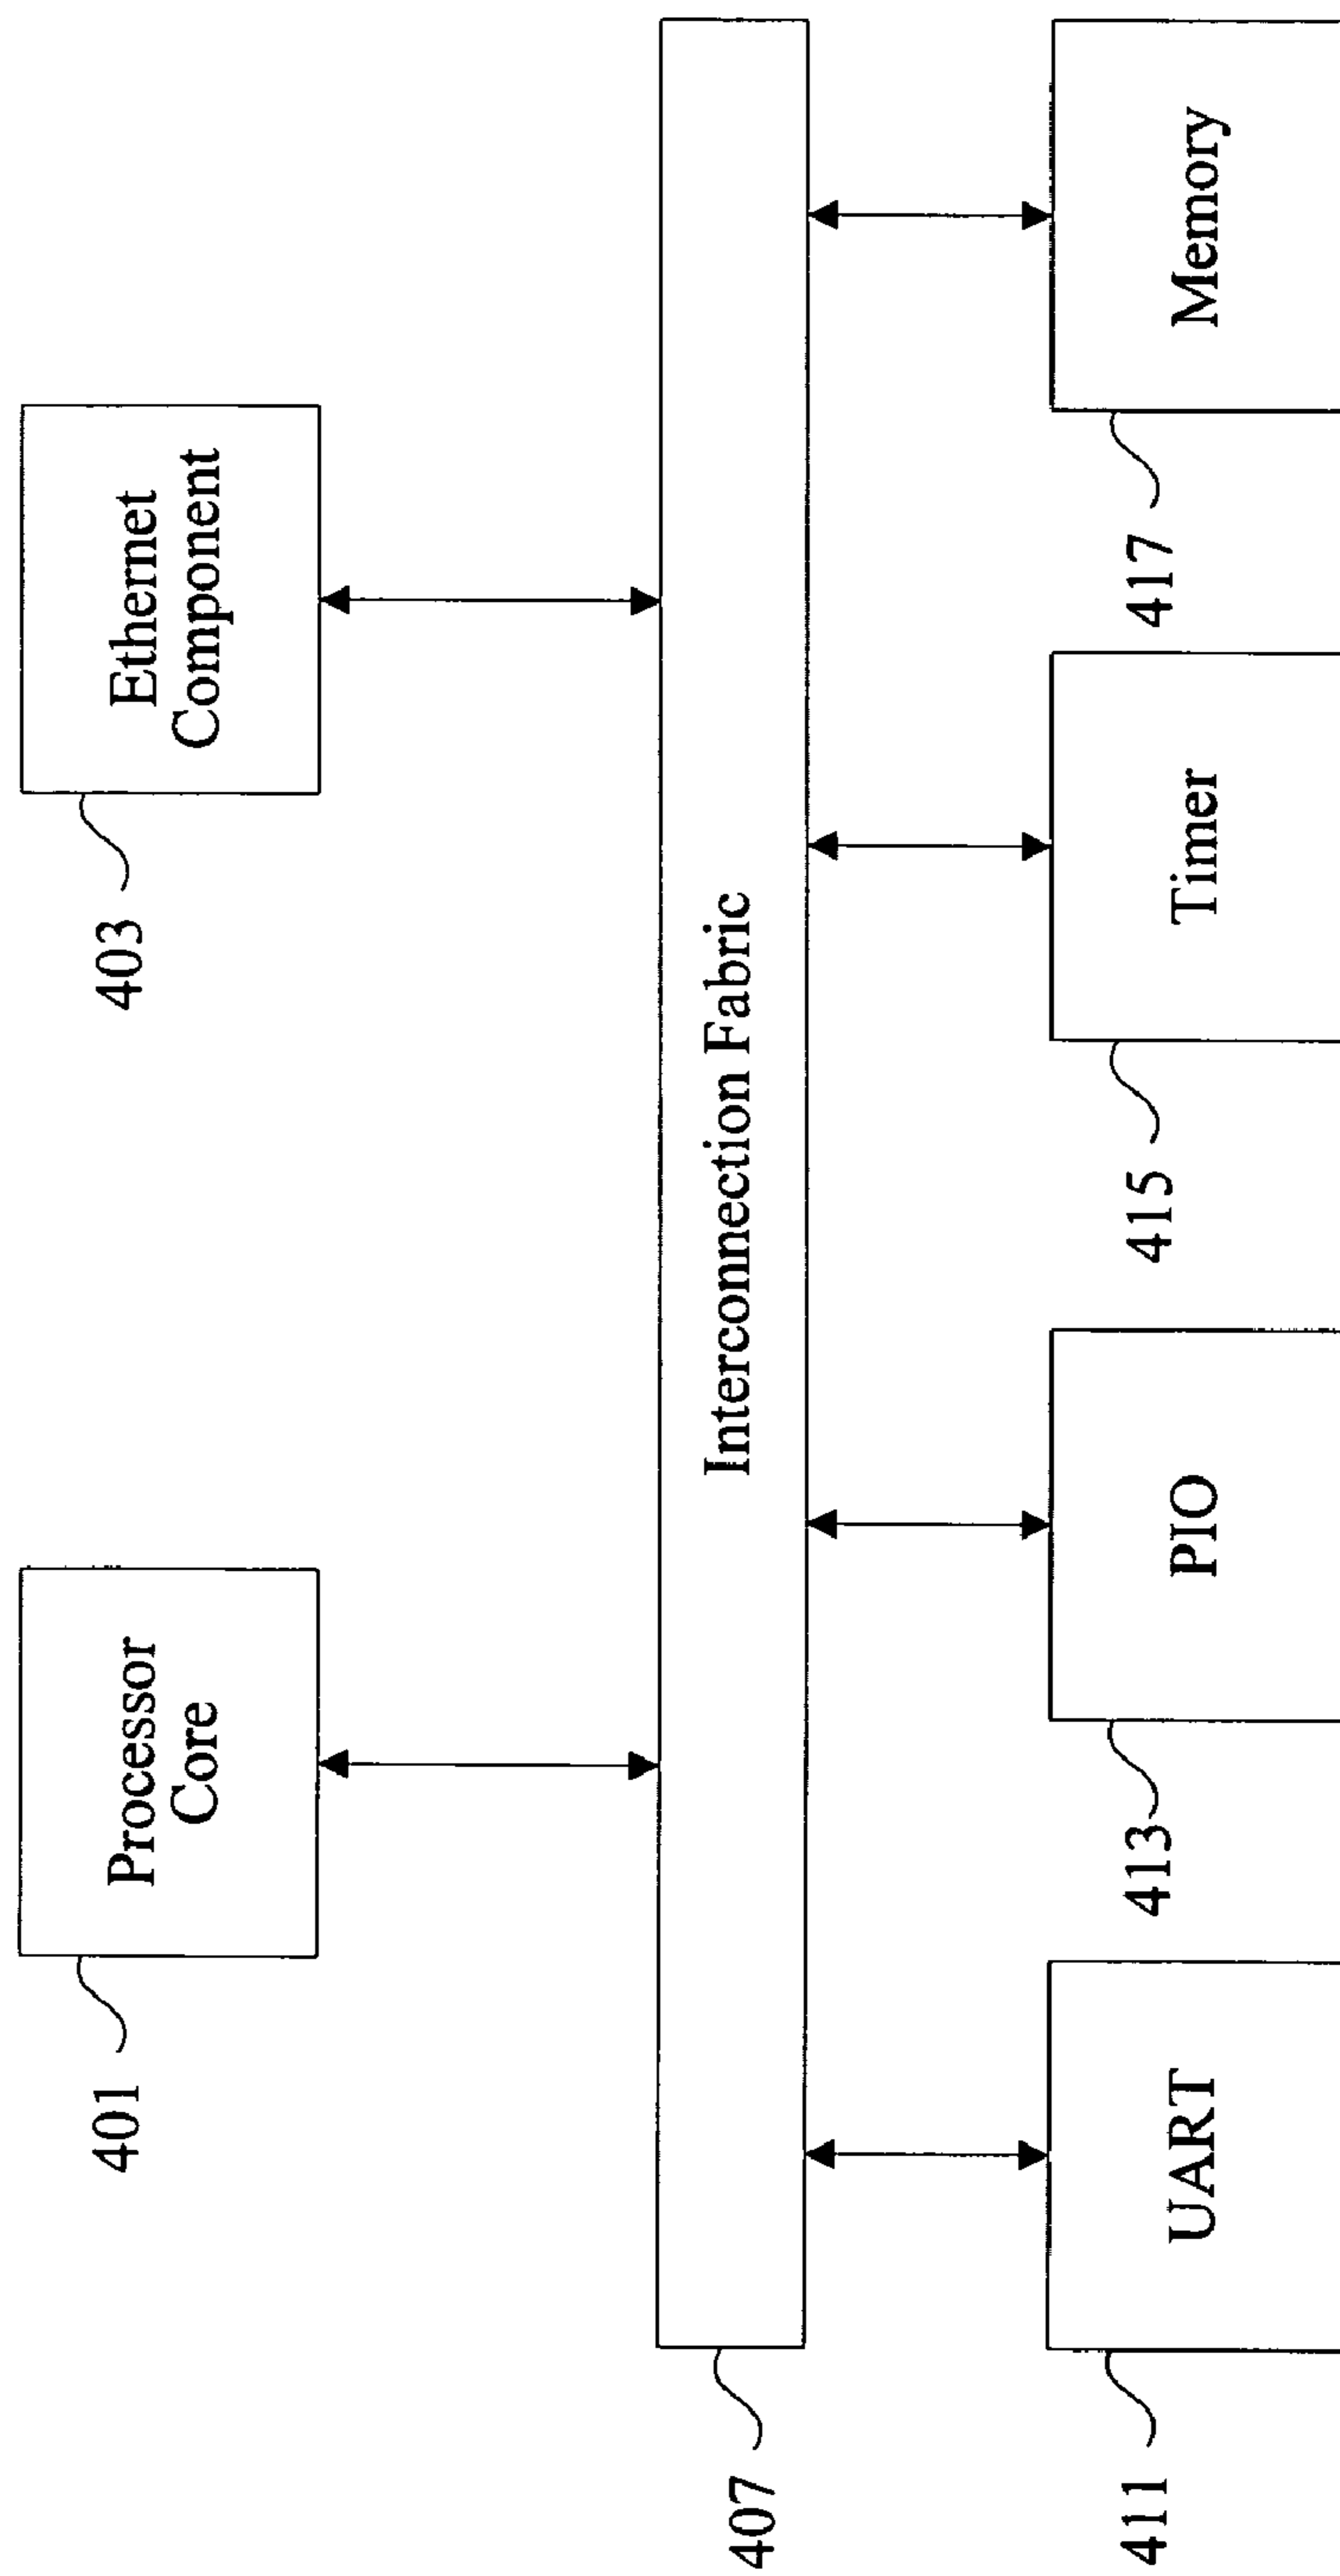 Processor
Core
401
Ethernet
Component
403
Interconnection Fabric
407
UART
411
PIO
413
Timer
415
Memory
417